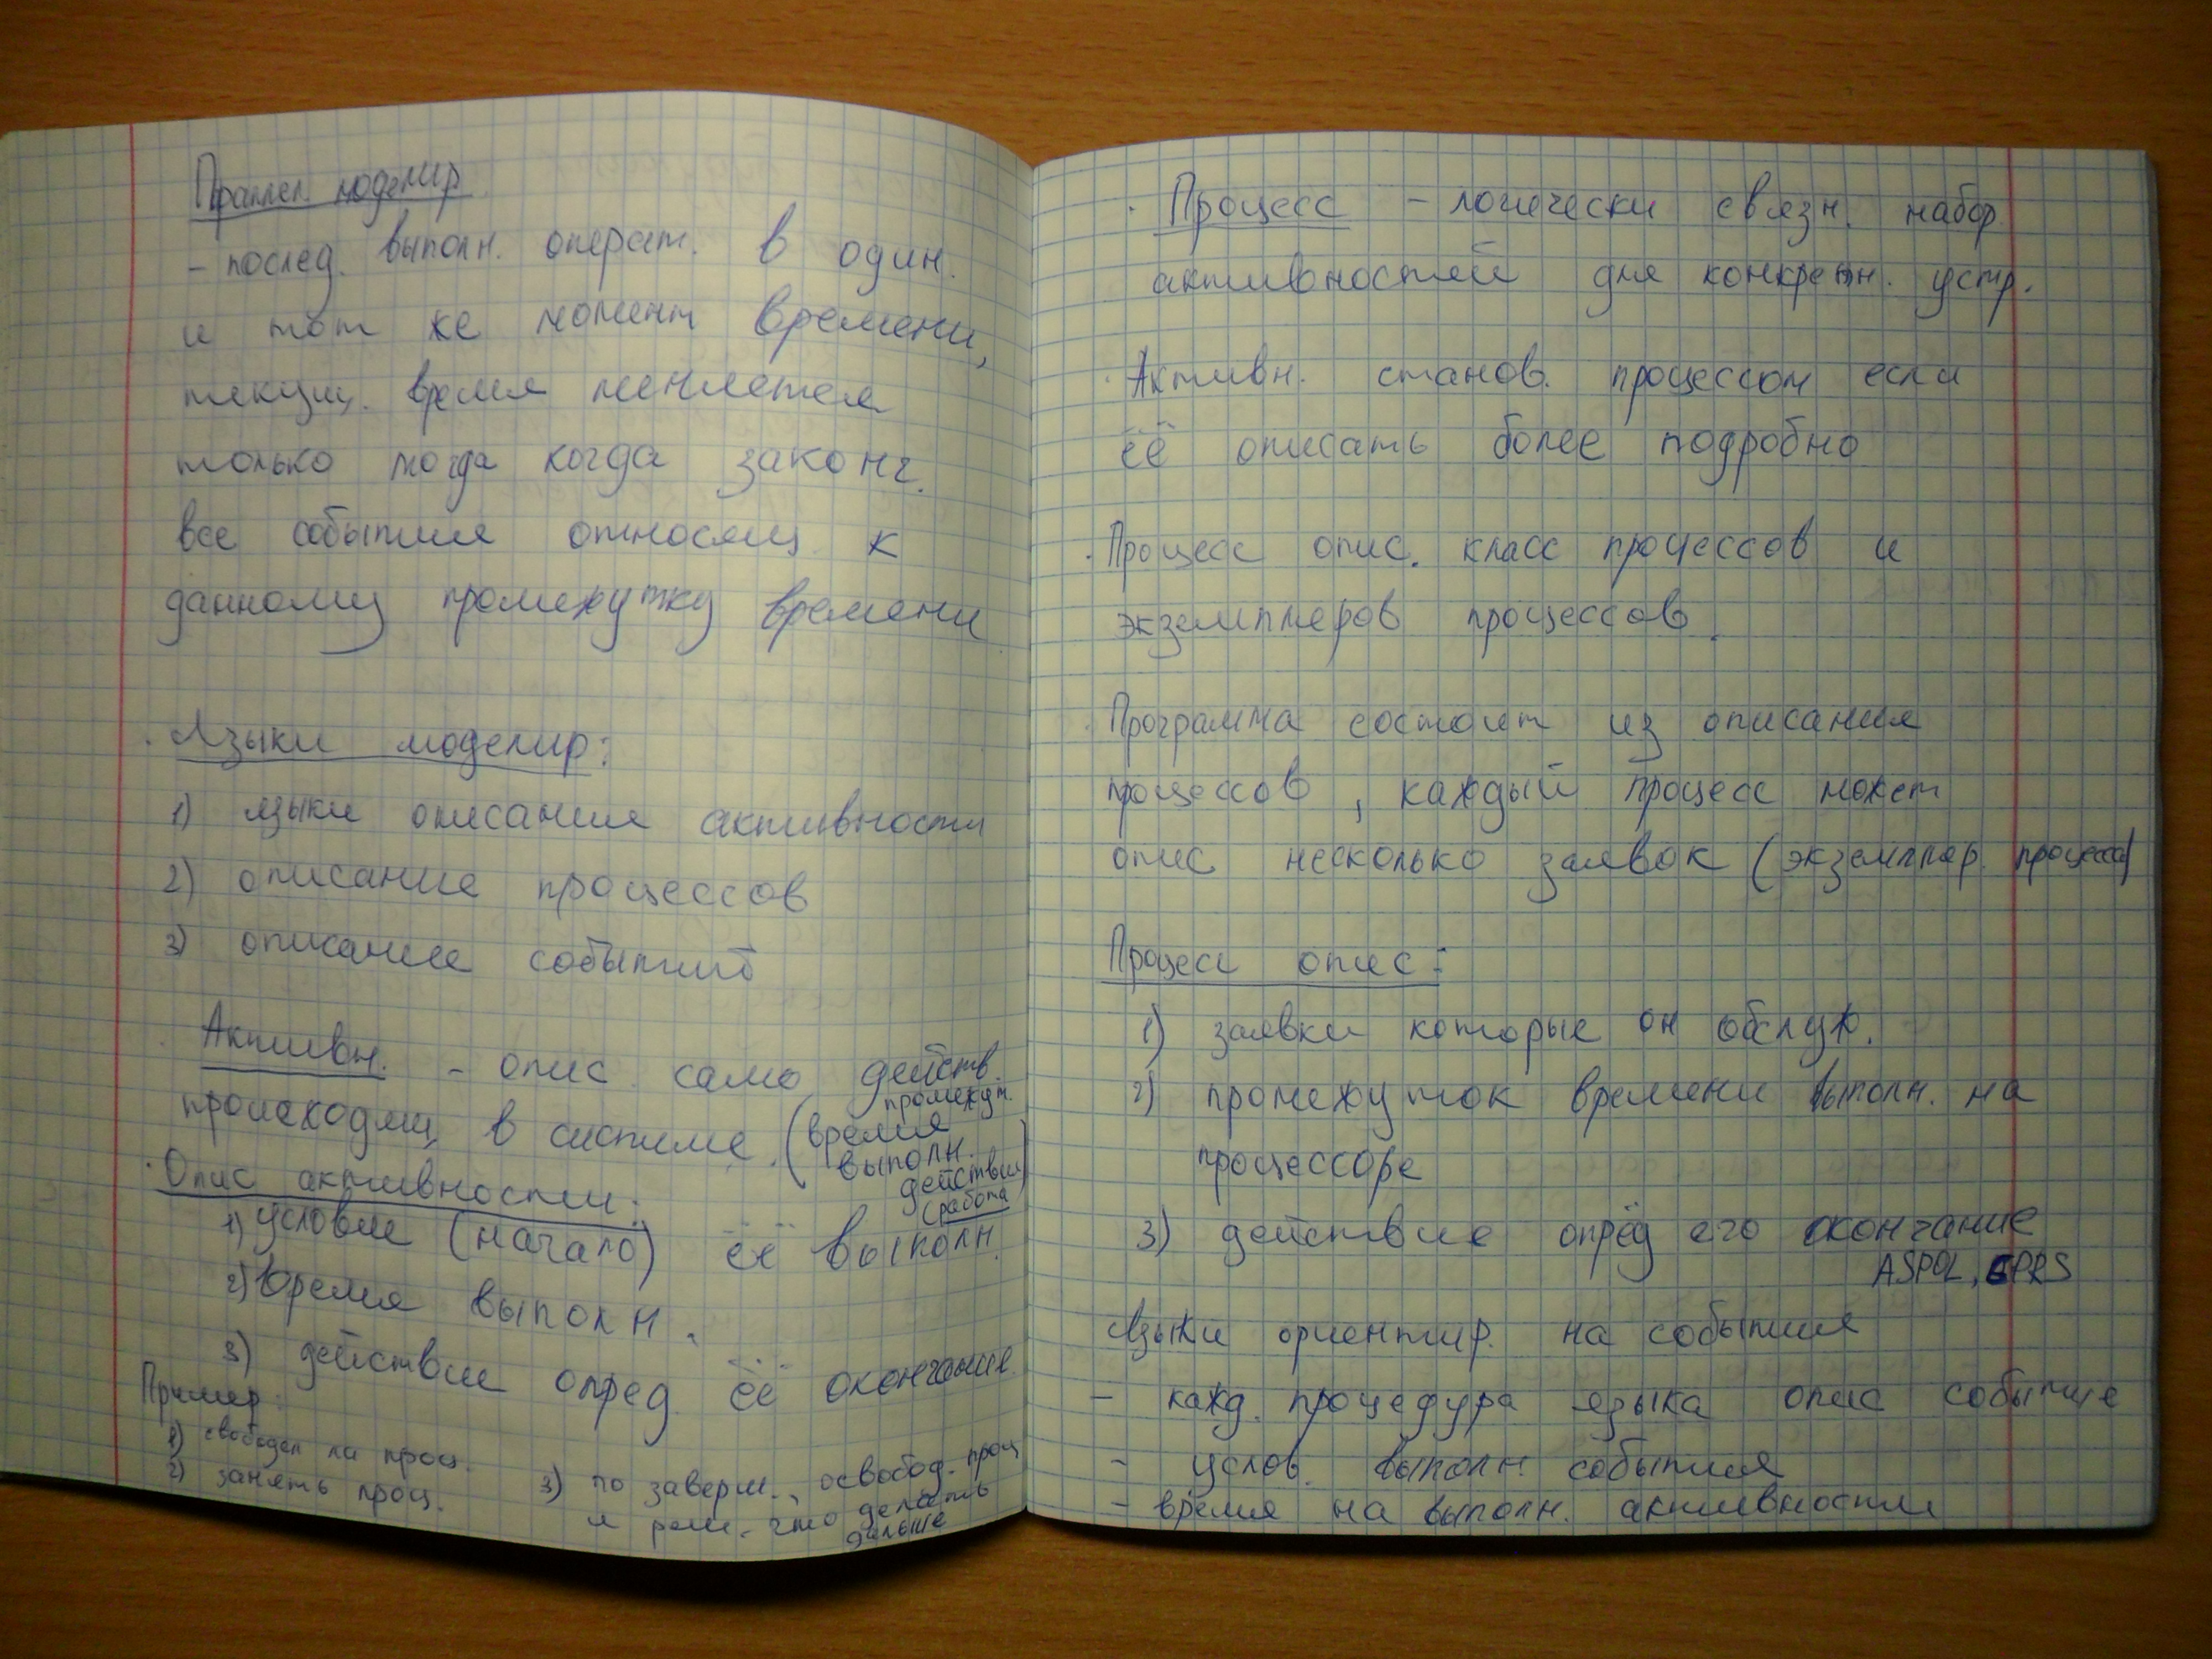 Праллел. моделир.
- послед. выполн. операт. в один.
и тот же момент времени,
текущ. время меняется
только тогда когда законч.
все события относящ. к
данному промежутку времени
Языки моделир:
1) языки описания активности
2) описание процессов
3) описание событий
Активн. - опис. само действ.
происходящ. в системе. (время промежут.
выполн.
действия)
(работа
Опис активности:
1) условие (начало) её выполн.
2) время выполн.
3) действие опред. её окончание.
Пример:
1) свободен ли проц.
2) занять проц.
3) по заверш., освобод. проц
и реш. что делать
дальше
Процесс - логически связн. набор
активностей для конкретн. устр.
Активн. станов. процессом если
её описать более подробно
Процесс опис. класс процессов и
экземпляров процессов.
Программа состоит из описания
процессов, каждый процесс может
опис несколько заявок (экземпляр. процесса)
Процесс опис:
1) заявки которые он обслуж.
2) промежуток времени выполн. на
процессоре
3) действие опред его окончание
ASPOL, GPRS
Языки ориентир. на события
- кажд. процедура языка опис событие
- услов. выполн. события
- время на выполн. активности